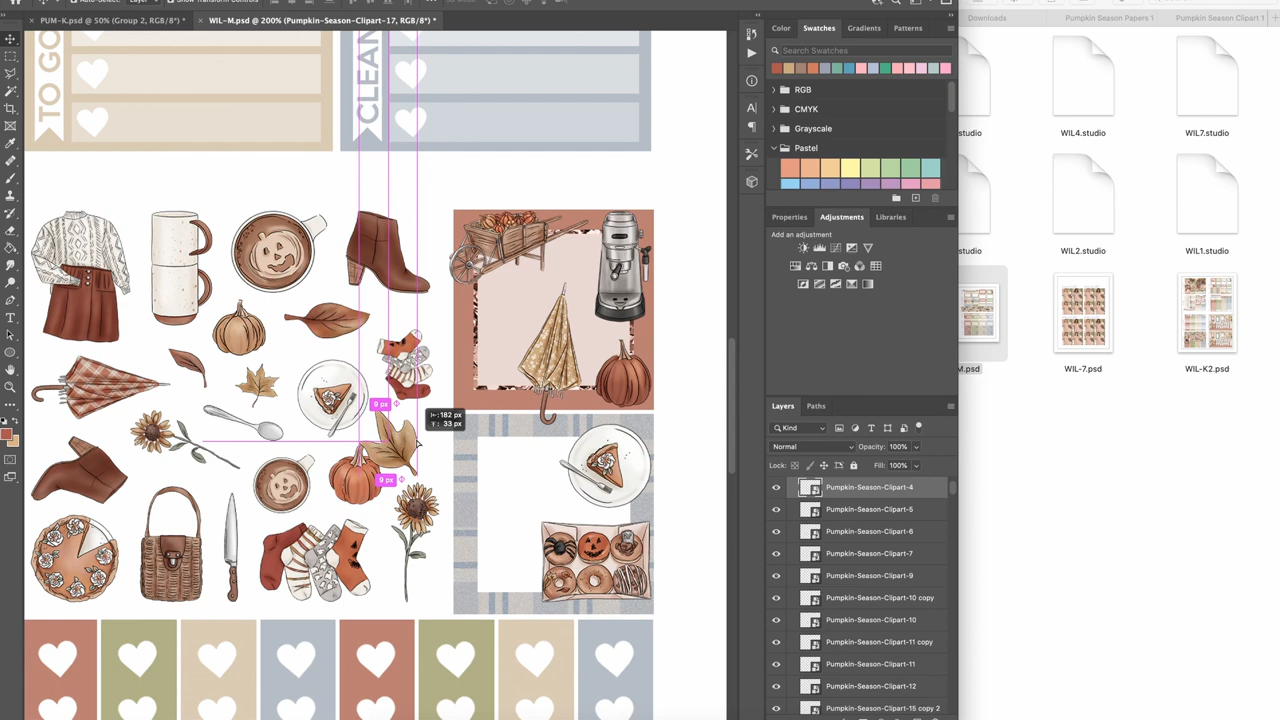 PUM-K.psd @ 50% (Group 2, RGB/8*) *
WIL-M.psd @ 200% (Pumpkin-Season-Clipart-17, RGB/8*) *
Downloads
Pumpkin Season Papers 1
Pumpkin Season Clipart 1
TO GO
CLEAN
Color
Swatches
Gradients
Patterns
Search Swatches
RGB
CMYK
Grayscale
Pastel
Properties
Adjustments
Libraries
Add an adjustment
Layers
Paths
Kind
Normal
Opacity: 100%
Lock:
Fill: 100%
Pumpkin-Season-Clipart-4
Pumpkin-Season-Clipart-5
Pumpkin-Season-Clipart-6
Pumpkin-Season-Clipart-7
Pumpkin-Season-Clipart-9
Pumpkin-Season-Clipart-10 copy
Pumpkin-Season-Clipart-10
Pumpkin-Season-Clipart-11 copy
Pumpkin-Season-Clipart-11
Pumpkin-Season-Clipart-12
Pumpkin-Season-Clipart-15 copy 2
9 px
182 px
33 px
9 px
studio
WIL4.studio
WIL7.studio
studio
WIL2.studio
WIL1.studio
M.psd
WIL-7.psd
WIL-K2.psd